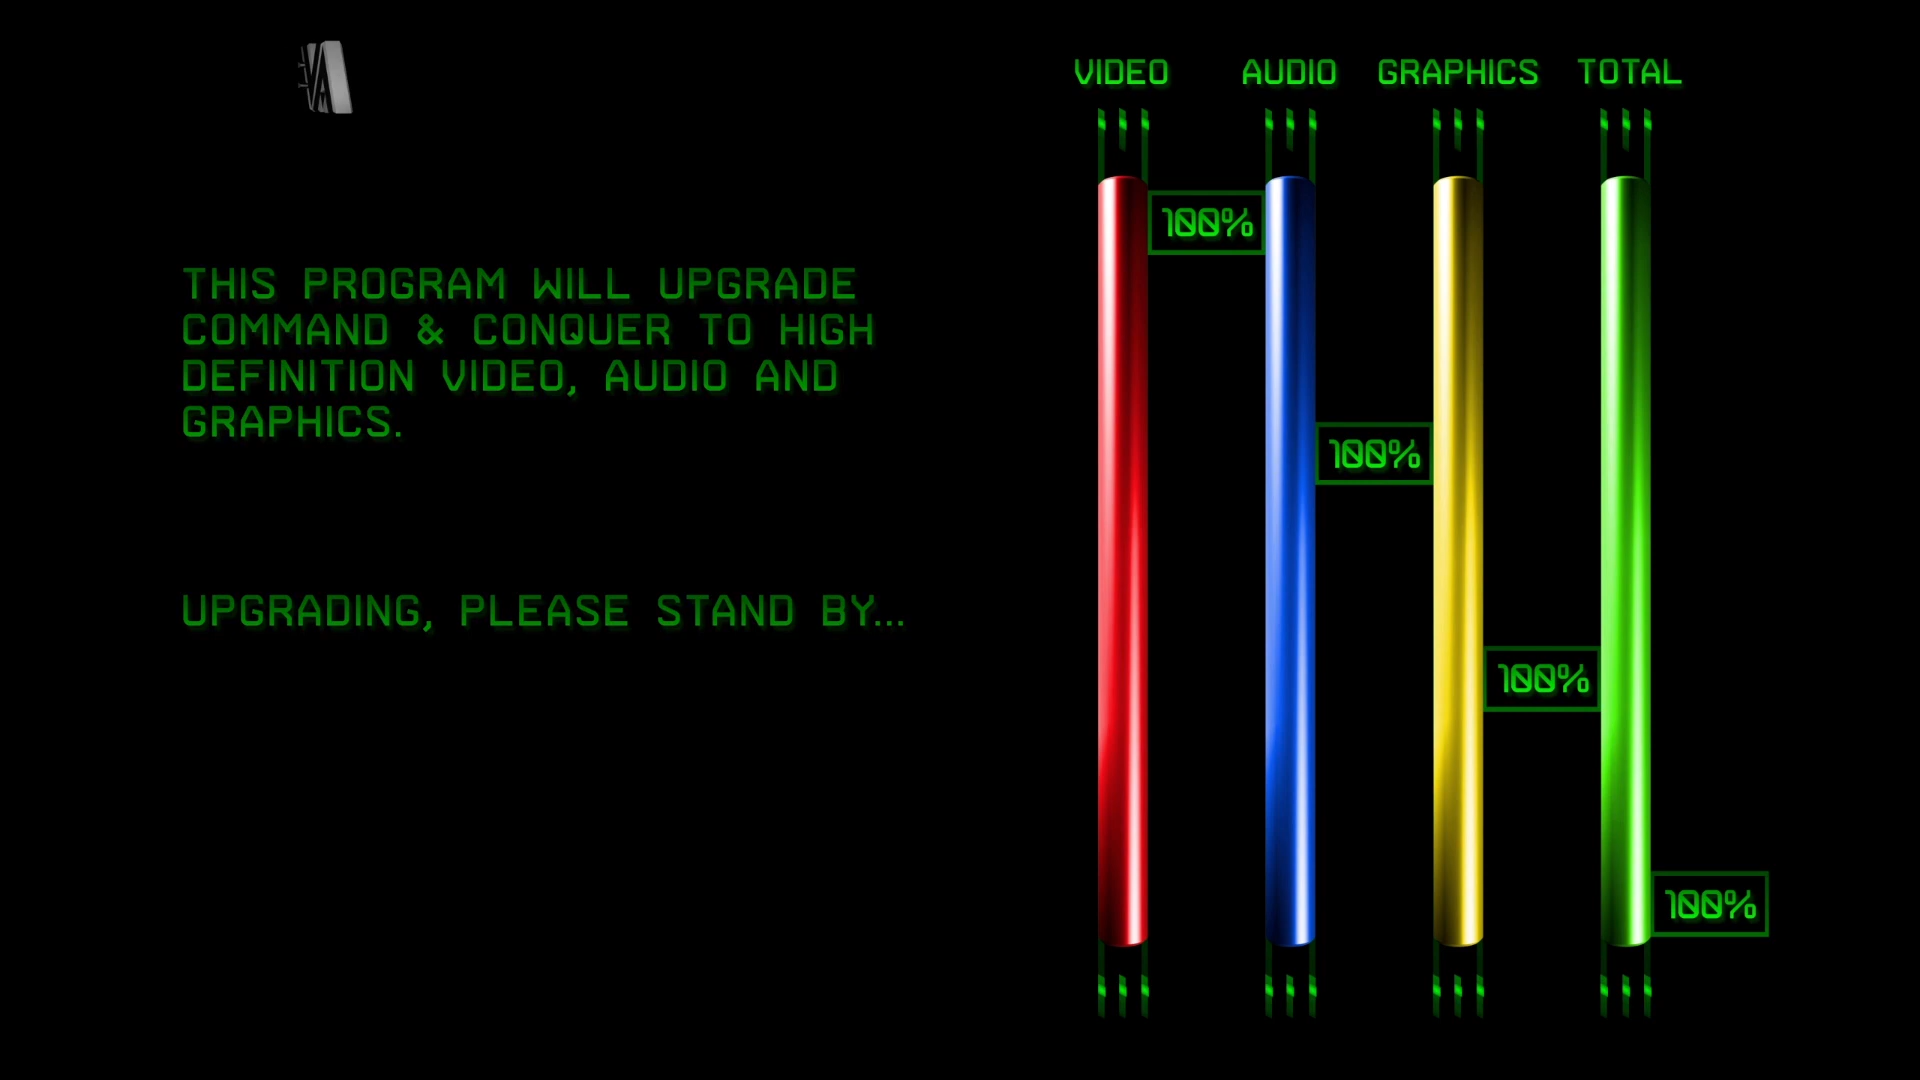 VIDEO AUDIO GRAPHICS TOTAL
100%
THIS PROGRAM WILL UPGRADE
COMMAND & CONQUER TO HIGH
DEFINITION VIDEO, AUDIO AND
GRAPHICS.
100%
UPGRADING, PLEASE STAND BY...
100%
100%